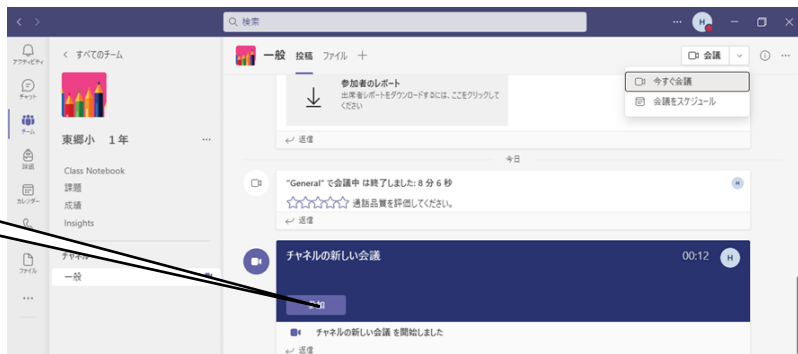 検索
H
アクティビティ
チャット
チーム
課題
カレンダー
ファイル
すべてのチーム
東郷小 1年
Class Notebook
課題
成績
Insights
チャネル
一般
一般 投稿 ファイル
会議
今すぐ会議
会議をスケジュール
参加者のレポート
出席者レポートをダウンロードするには、ここをクリックして
ください
返信
今日
"General" で会議中 は終了しました: 8 分 6 秒
H
通話品質を評価してください。
返信
チャネルの新しい会議
00:12
H
参加
チャネルの新しい会議 を開始しました
返信